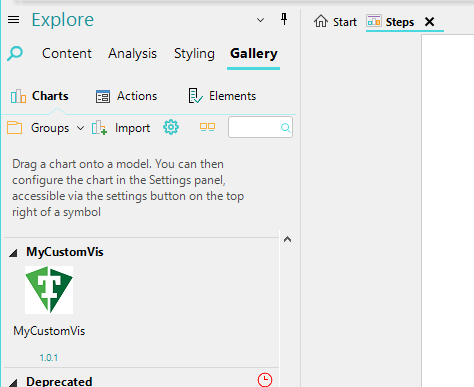 Explore
Start
Steps
Content Analysis Styling Gallery
Charts Actions Elements
Groups Import
Drag a chart onto a model. You can then
configure the chart in the Settings panel,
accessible via the settings button on the top
right of a symbol
MyCustomVis
T
MyCustomVis
1.0.1
Deprecated